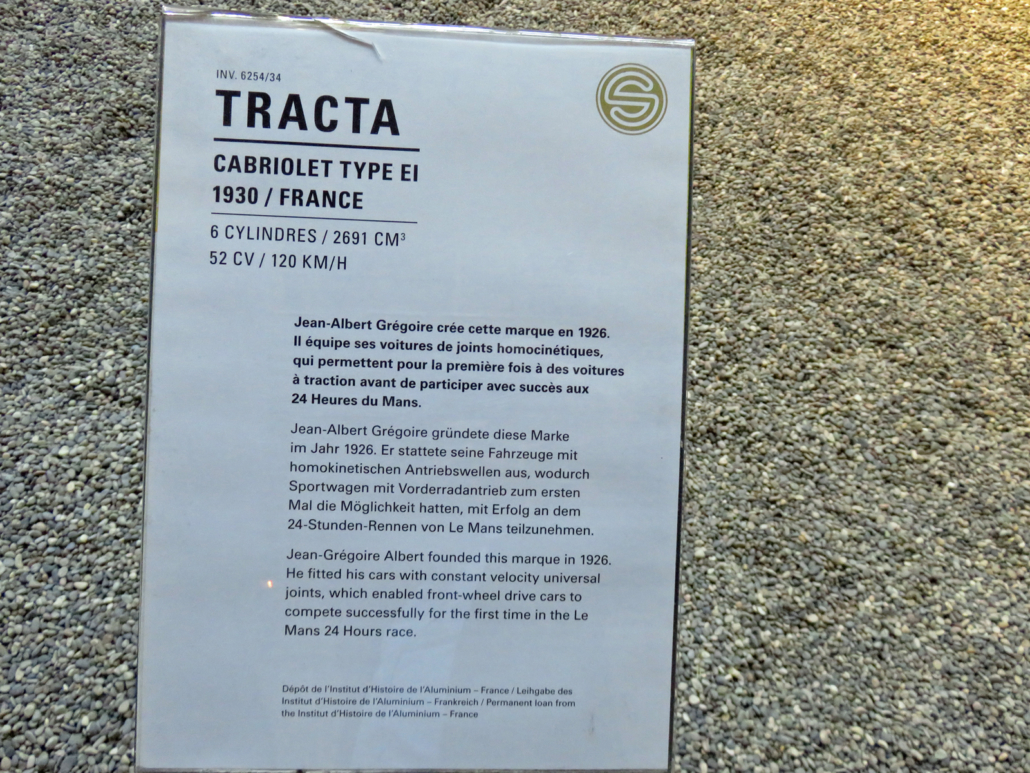 INV. 6254/34
TRACTA
CABRIOLET TYPE EI
1930 / FRANCE
6 CYLINDRES / 2691 CM³
52 CV / 120 KM/H
Jean-Albert Grégoire crée cette marque en 1926.
Il équipe ses voitures de joints homocinétiques,
qui permettent pour la première fois à des voitures
à traction avant de participer avec succès aux
24 Heures du Mans.
Jean-Albert Grégoire gründete diese Marke
im Jahr 1926. Er stattete seine Fahrzeuge mit
homokinetischen Antriebswellen aus, wodurch
Sportwagen mit Vorderradantrieb zum ersten
Mal die Möglichkeit hatten, mit Erfolg an dem
24-Stunden-Rennen von Le Mans teilzunehmen.
Jean-Grégoire Albert founded this marque in 1926.
He fitted his cars with constant velocity universal
joints, which enabled front-wheel drive cars to
compete successfully for the first time in the Le
Mans 24 Hours race.
Dépôt de l'Institut d'Histoire de l'Aluminium – France / Leihgabe des
Institut d'Histoire de l'Aluminium – Frankreich / Permanent loan from
the Institut d'Histoire de l'Aluminium – France